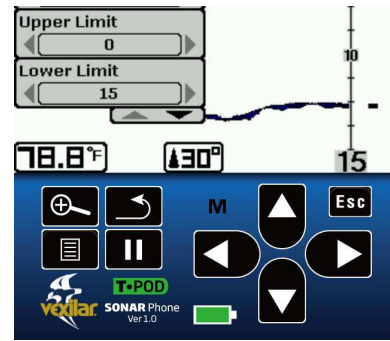 Upper Limit
0
10
Lower Limit
15
78.8°F
30°
15
M
Esc
T•POD
vexilar
SONAR Phone
Ver 1.0